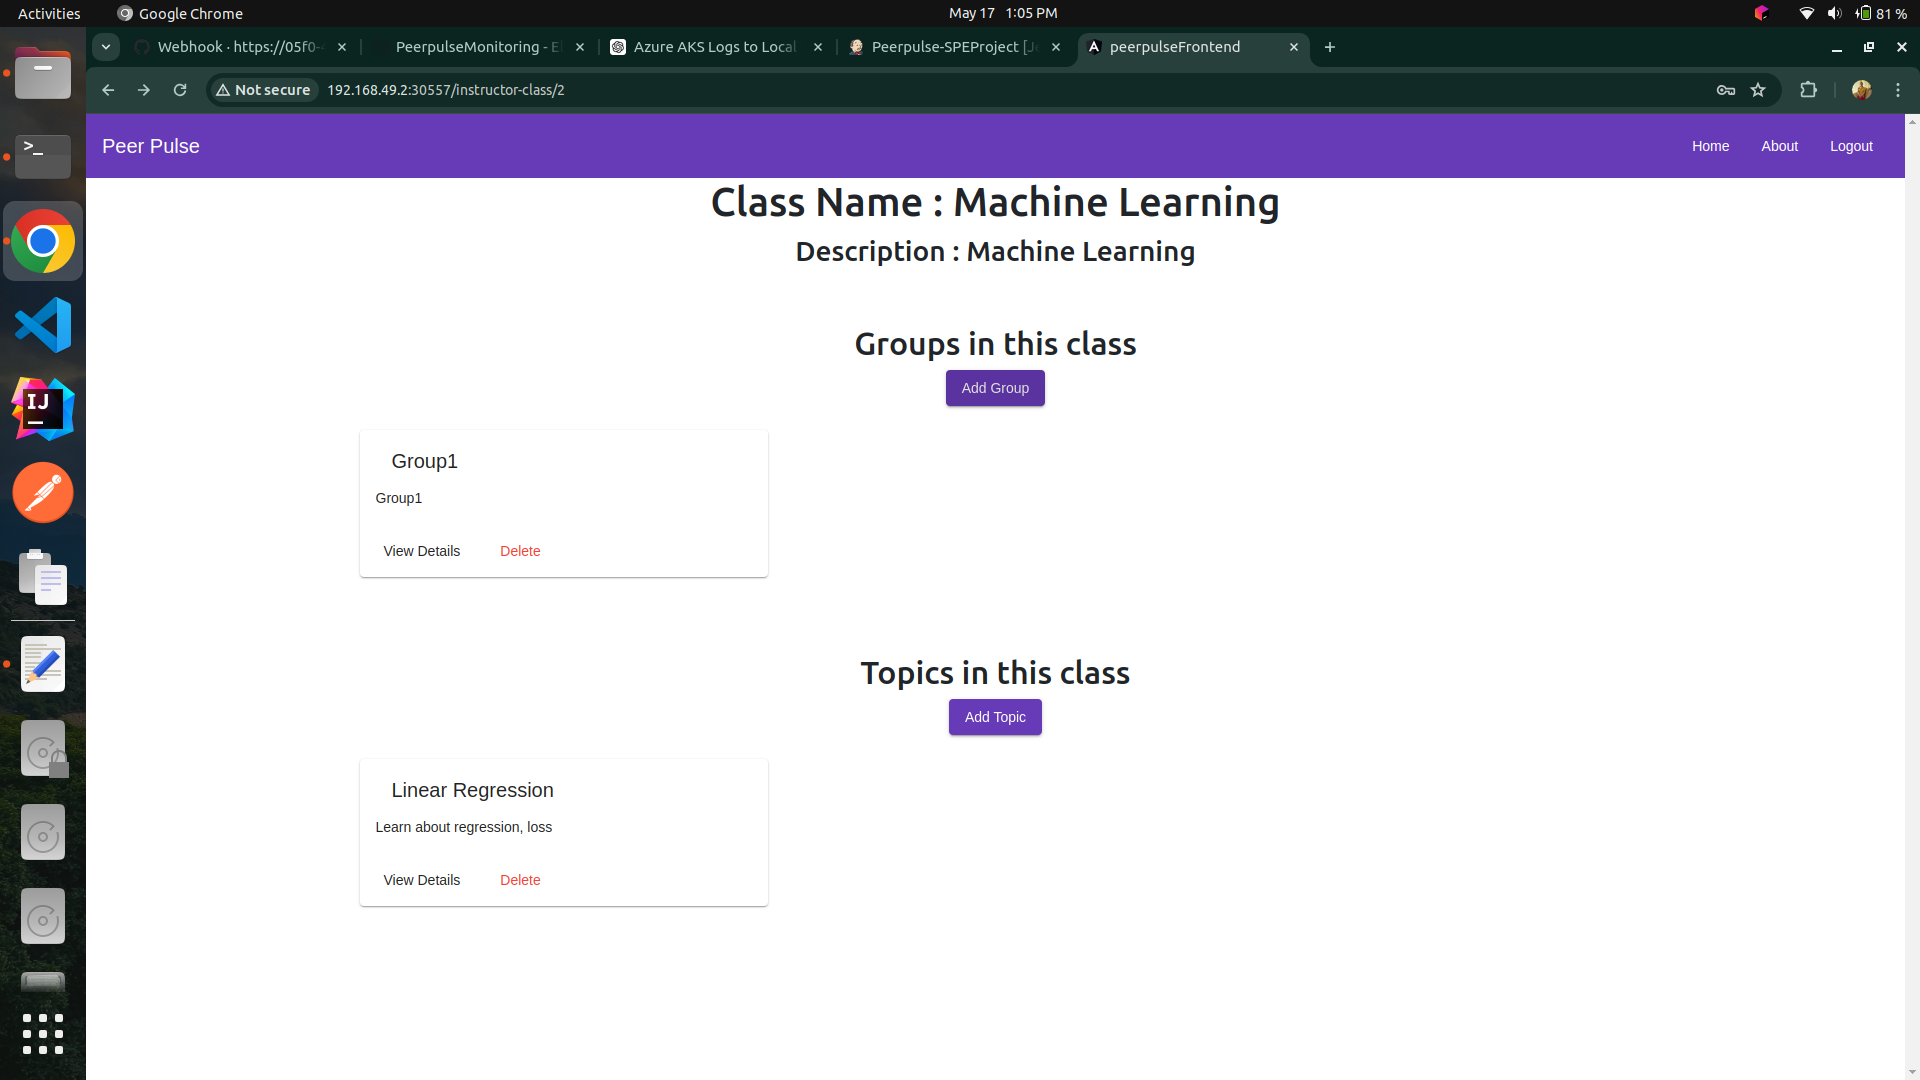 Activities Google Chrome May 17 1:05 PM 81 %
Webhook · https://05f0- PeerpulseMonitoring - El Azure AKS Logs to Local Peerpulse-SPEProject [Je peerpulseFrontend
Not secure 192.168.49.2:30557/instructor-class/2
Peer Pulse Home About Logout
Class Name : Machine Learning
Description : Machine Learning
Groups in this class
Add Group
Group1
Group1
View Details Delete
Topics in this class
Add Topic
Linear Regression
Learn about regression, loss
View Details Delete
IJ